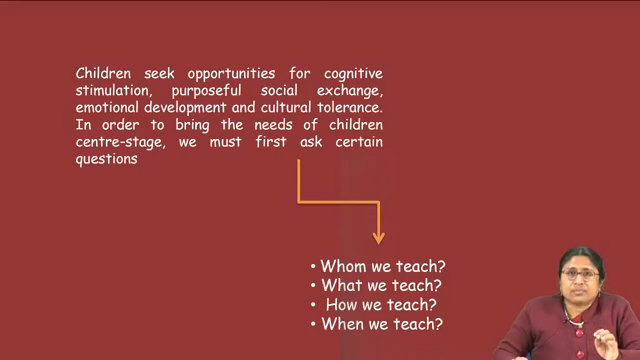 Children seek opportunities for cognitive
stimulation, purposeful social exchange,
emotional development and cultural tolerance.
In order to bring the needs of children
centre-stage, we must first ask certain
questions
• Whom we teach?
• What we teach?
• How we teach?
• When we teach?